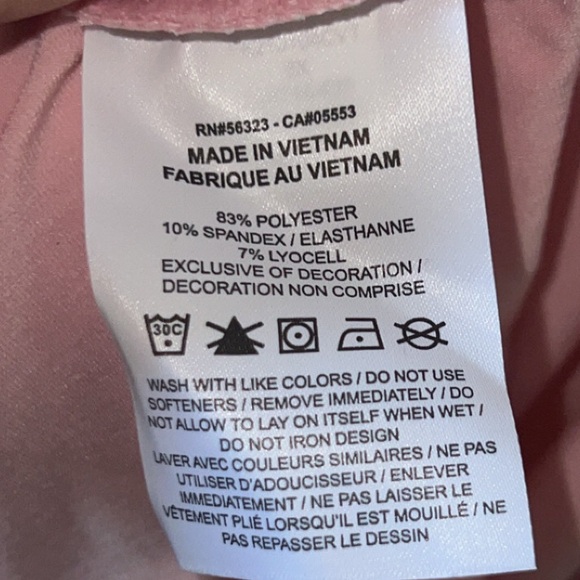 RN#56323 - CA#05553
MADE IN VIETNAM
FABRIQUE AU VIETNAM
83% POLYESTER
10% SPANDEX / ELASTHANNE
7% LYOCELL
EXCLUSIVE OF DECORATION /
DECORATION NON COMPRISE
30C
WASH WITH LIKE COLORS / DO NOT USE
SOFTENERS / REMOVE IMMEDIATELY / DO
NOT ALLOW TO LAY ON ITSELF WHEN WET /
DO NOT IRON DESIGN
LAVER AVEC COULEURS SIMILAIRES / NE PAS
UTILISER D'ADOUCISSEUR / ENLEVER
IMMEDIATEMENT / NE PAS LAISSER LE
VÊTEMENT PLIÉ LORSQU'IL EST MOUILLÉ / NE
PAS REPASSER LE DESSIN